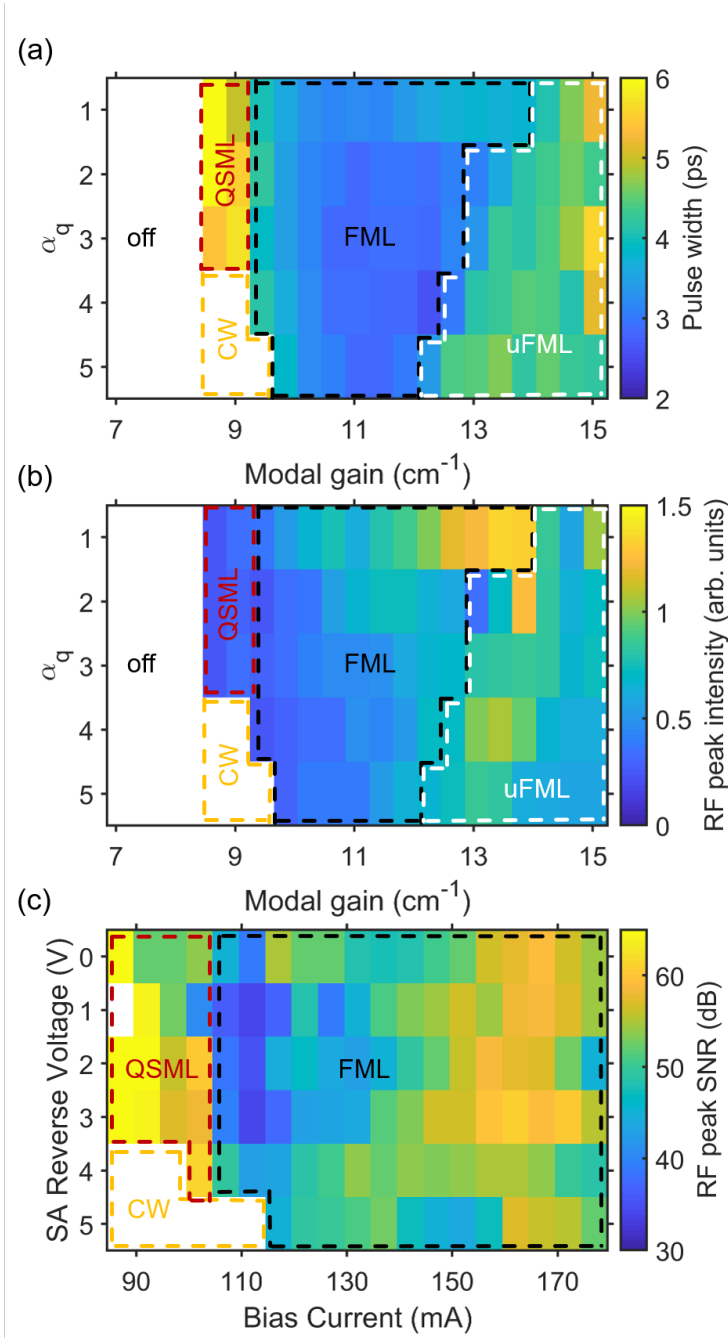 (a)
1
2
3
4
5
α_q
off
QSML
CW
FML
uFML
7
9
11
13
15
Modal gain (cm⁻¹)
6
5
4
3
2
Pulse width (ps)
(b)
1
2
3
4
5
α_q
off
QSML
CW
FML
uFML
7
9
11
13
15
Modal gain (cm⁻¹)
1.5
1
0.5
0
RF peak intensity (arb. units)
(c)
0
1
2
3
4
5
SA Reverse Voltage (V)
QSML
CW
FML
90
110
130
150
170
Bias Current (mA)
60
50
40
30
RF peak SNR (dB)